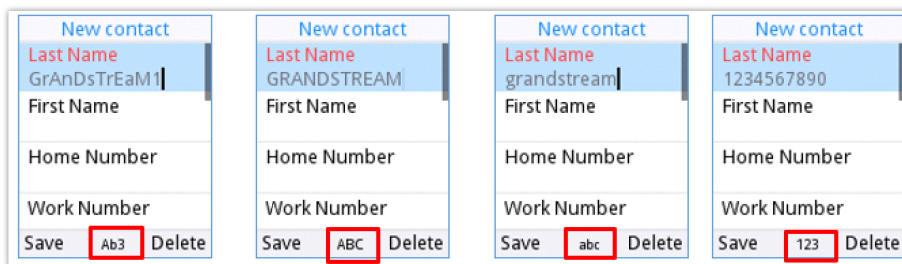 New contact
Last Name
GrAnDsTrEaM1
First Name
Home Number
Work Number
Save Ab3 Delete
New contact
Last Name
GRANDSTREAM
First Name
Home Number
Work Number
Save ABC Delete
New contact
Last Name
grandstream
First Name
Home Number
Work Number
Save abc Delete
New contact
Last Name
1234567890
First Name
Home Number
Work Number
Save 123 Delete